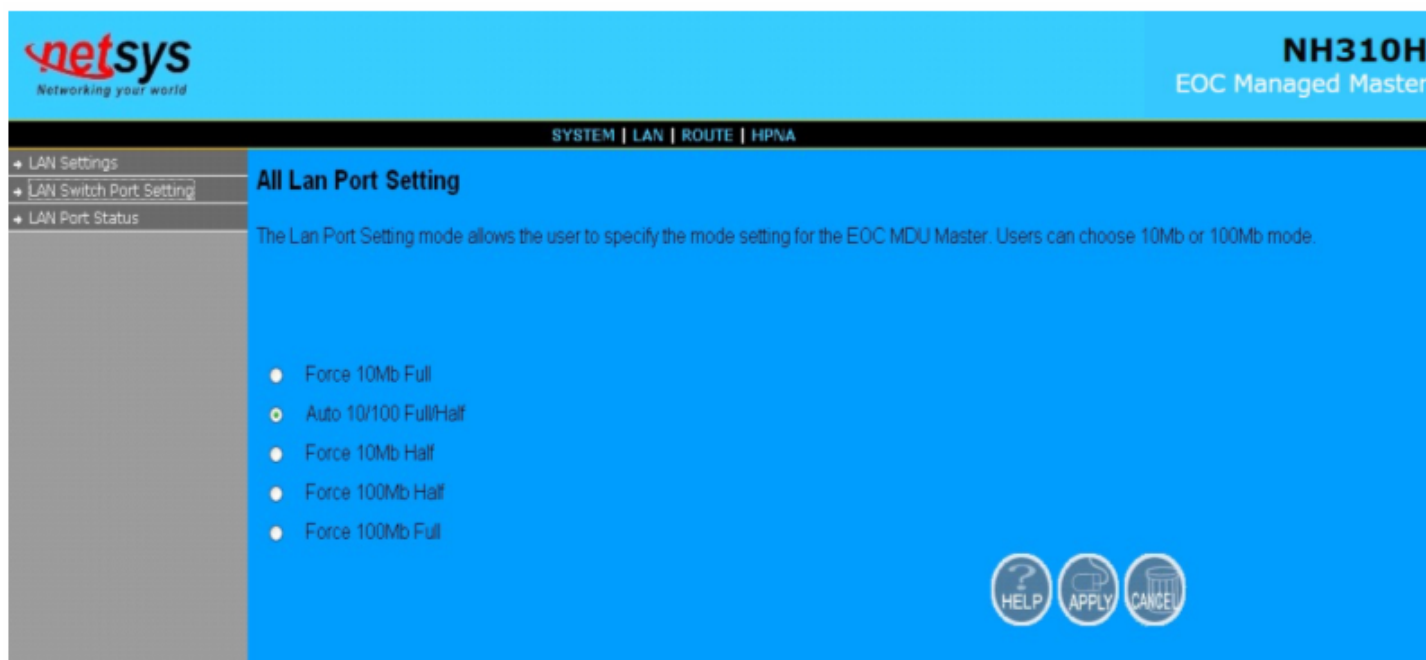 netsys
Networking your world
NH310H
EOC Managed Master
SYSTEM | LAN | ROUTE | HPNA
LAN Settings
LAN Switch Port Setting
LAN Port Status
All Lan Port Setting
The Lan Port Setting mode allows the user to specify the mode setting for the EOC MDU Master. Users can choose 10Mb or 100Mb mode.
Force 10Mb Full
Auto 10/100 Full/Half
Force 10Mb Half
Force 100Mb Half
Force 100Mb Full
HELP APPLY CANCEL